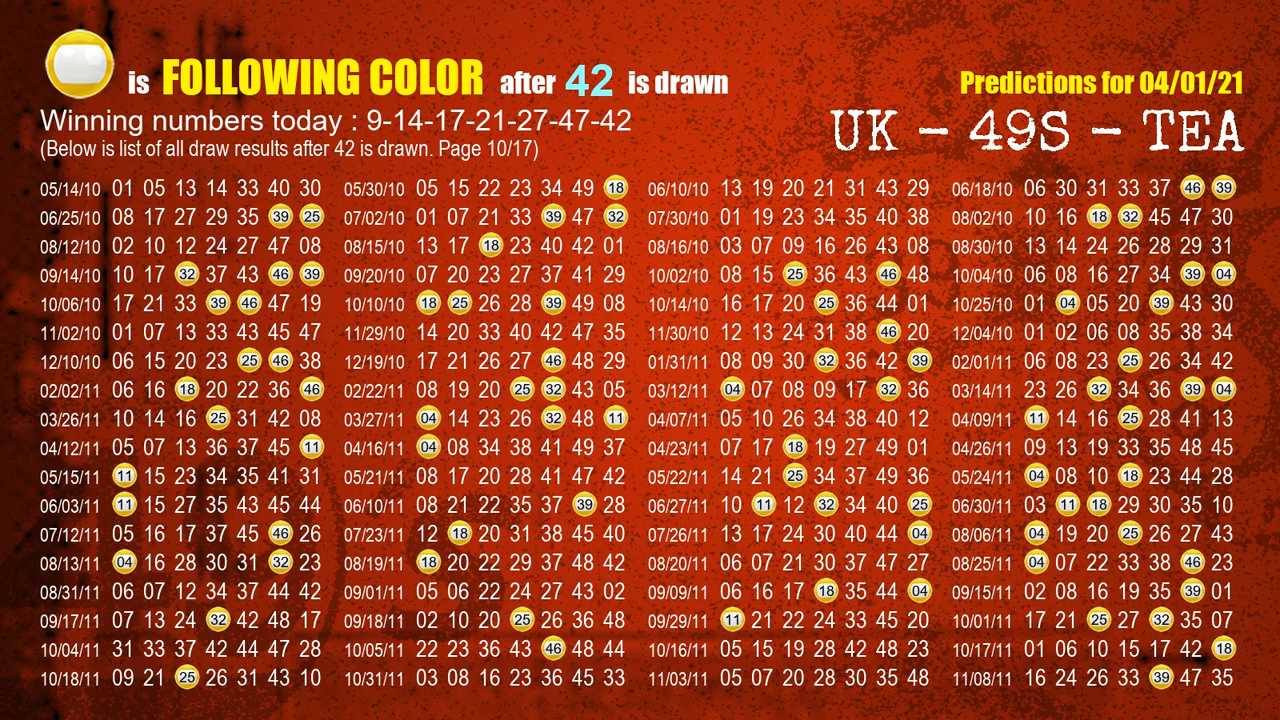 is FOLLOWING COLOR after 42 is drawn
Predictions for 04/01/21
Winning numbers today : 9-14-17-21-27-47-42
UK - 49S - TEA
(Below is list of all draw results after 42 is drawn. Page 10/17)
05/14/10 01 05 13 14 33 40 30 05/30/10 05 15 22 23 34 49 18 06/10/10 13 19 20 21 31 43 29 06/18/10 06 30 31 33 37 46 39
06/25/10 08 17 27 29 35 39 25 07/02/10 01 07 21 33 39 47 32 07/30/10 01 19 23 34 35 40 38 08/02/10 10 16 18 32 45 47 30
08/12/10 02 10 12 24 27 47 08 08/15/10 13 17 18 23 40 42 01 08/16/10 03 07 09 16 26 43 08 08/30/10 13 14 24 26 28 29 31
09/14/10 10 17 32 37 43 46 39 09/20/10 07 20 23 27 37 41 29 10/02/10 08 15 25 36 43 46 48 10/04/10 06 08 16 27 34 39 04
10/06/10 17 21 33 39 46 47 19 10/10/10 18 25 26 28 39 49 08 10/14/10 16 17 20 25 36 44 01 10/25/10 01 04 05 20 39 43 30
11/02/10 01 07 13 33 43 45 47 11/29/10 14 20 33 40 42 47 35 11/30/10 12 13 24 31 38 46 20 12/04/10 01 02 06 08 35 38 34
12/10/10 06 15 20 23 25 46 38 12/19/10 17 21 26 27 46 48 29 01/31/11 08 09 30 32 36 42 39 02/01/11 06 08 23 25 26 34 42
02/02/11 06 16 18 20 22 36 46 02/22/11 08 19 20 25 32 43 05 03/12/11 04 07 08 09 17 32 36 03/14/11 23 26 32 34 36 39 04
03/26/11 10 14 16 25 31 42 08 03/27/11 04 14 23 26 32 48 11 04/07/11 05 10 26 34 38 40 12 04/09/11 11 14 16 25 28 41 13
04/12/11 05 07 13 36 37 45 11 04/16/11 04 08 34 38 41 49 37 04/23/11 07 17 18 19 27 49 01 04/26/11 09 13 19 33 35 48 45
05/15/11 11 15 23 34 35 41 31 05/21/11 08 17 20 28 41 47 42 05/22/11 14 21 25 34 37 49 36 05/24/11 04 08 10 18 23 44 28
06/03/11 11 15 27 35 43 45 44 06/10/11 08 21 22 35 37 39 28 06/27/11 10 11 12 32 34 40 25 06/30/11 03 11 18 29 30 35 10
07/12/11 05 16 17 37 45 46 26 07/23/11 12 18 20 31 38 45 40 07/26/11 13 17 24 30 40 44 04 08/06/11 04 19 20 25 26 27 43
08/13/11 04 16 28 30 31 32 23 08/19/11 18 20 22 29 37 48 42 08/20/11 06 07 21 30 37 47 27 08/25/11 04 07 22 33 38 46 23
08/31/11 06 07 12 34 37 44 42 09/01/11 05 06 22 24 27 43 02 09/09/11 06 16 17 18 35 44 04 09/15/11 02 08 16 19 35 39 01
09/17/11 07 13 24 32 42 48 17 09/18/11 02 10 20 25 26 36 48 09/29/11 11 21 22 24 33 45 20 10/01/11 17 21 25 27 32 35 07
10/04/11 31 33 37 42 44 47 28 10/05/11 22 23 36 43 46 48 44 10/16/11 05 15 19 28 42 48 23 10/17/11 01 06 10 15 17 42 18
10/18/11 09 21 25 26 31 43 10 10/31/11 03 08 16 23 36 45 33 11/03/11 05 07 20 28 30 35 48 11/08/11 16 24 26 33 39 47 35